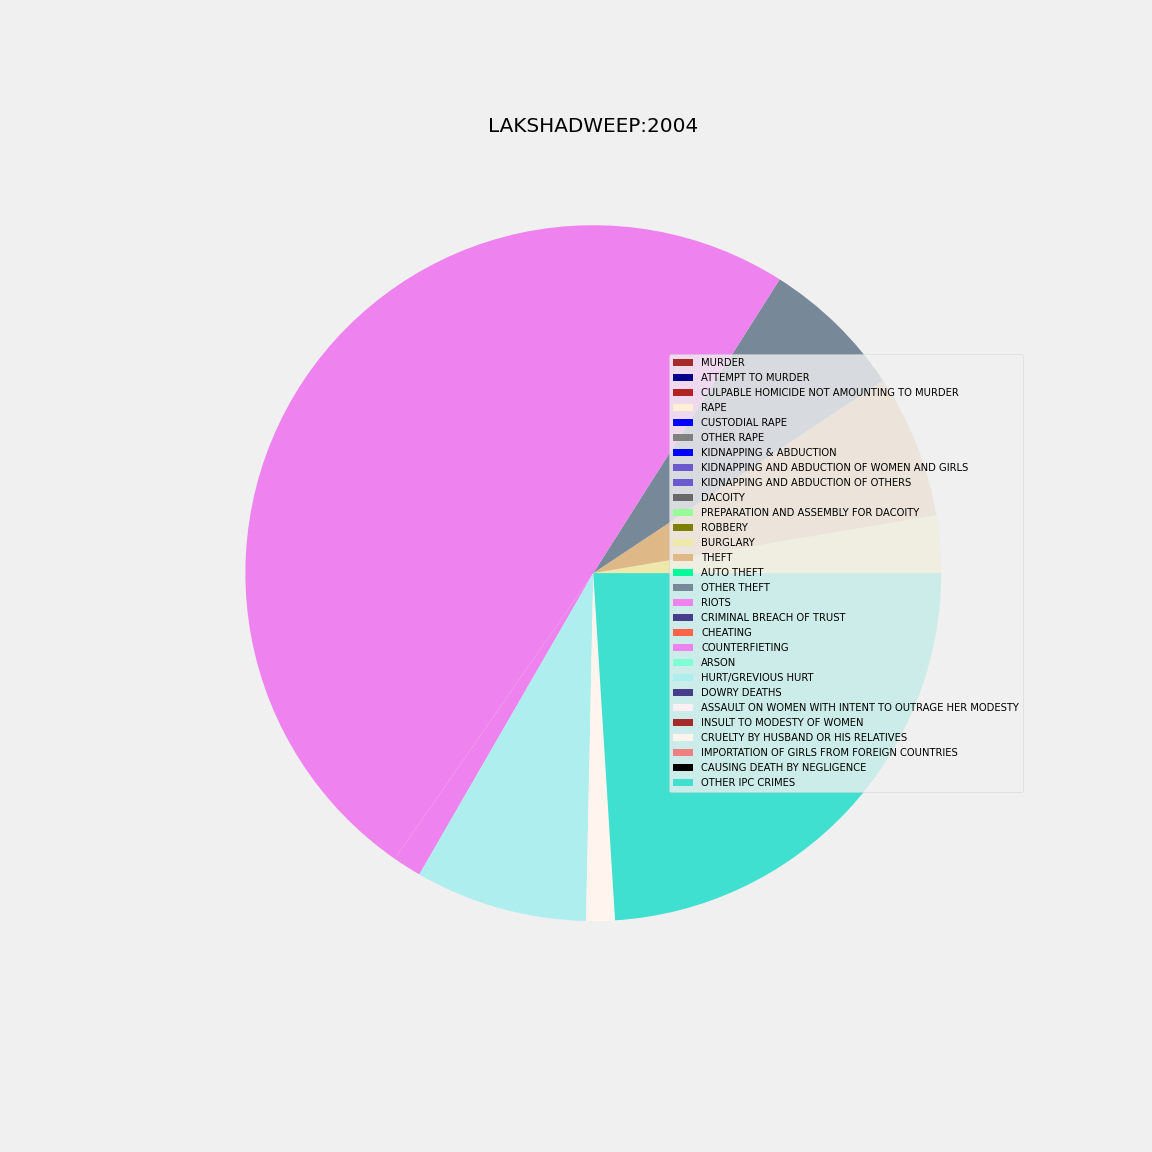 LAKSHADWEEP:2004
MURDER
ATTEMPT TO MURDER
CULPABLE HOMICIDE NOT AMOUNTING TO MURDER
RAPE
CUSTODIAL RAPE
OTHER RAPE
KIDNAPPING & ABDUCTION
KIDNAPPING AND ABDUCTION OF WOMEN AND GIRLS
KIDNAPPING AND ABDUCTION OF OTHERS
DACOITY
PREPARATION AND ASSEMBLY FOR DACOITY
ROBBERY
BURGLARY
THEFT
AUTO THEFT
OTHER THEFT
RIOTS
CRIMINAL BREACH OF TRUST
CHEATING
COUNTERFIETING
ARSON
HURT/GREVIOUS HURT
DOWRY DEATHS
ASSAULT ON WOMEN WITH INTENT TO OUTRAGE HER MODESTY
INSULT TO MODESTY OF WOMEN
CRUELTY BY HUSBAND OR HIS RELATIVES
IMPORTATION OF GIRLS FROM FOREIGN COUNTRIES
CAUSING DEATH BY NEGLIGENCE
OTHER IPC CRIMES